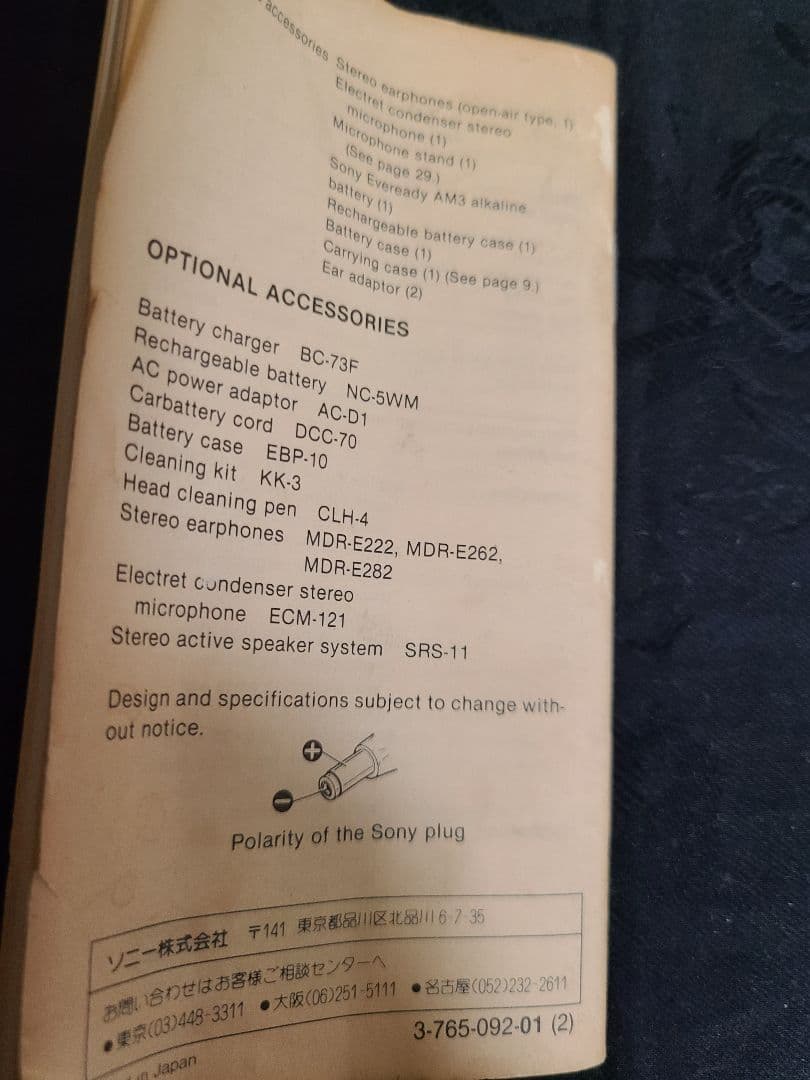 accessories
accessories Stereo earphones (open-air type, 1)
Electret condenser stereo
microphone (1)
Microphone stand (1)
(See page 29.)
Sony Eveready AM3 alkaline
battery (1)
Rechargeable battery case (1)
Battery case (1)
Carrying case (1) (See page 9.)
Ear adaptor (2)
OPTIONAL ACCESSORIES
Battery charger BC-73F
Rechargeable battery NC-5WM
AC power adaptor AC-D1
Carbattery cord DCC-70
Battery case EBP-10
Cleaning kit KK-3
Head cleaning pen CLH-4
Stereo earphones MDR-E222, MDR-E262,
MDR-E282
Electret condenser stereo
microphone ECM-121
Stereo active speaker system SRS-11
Design and specifications subject to change with-
out notice.
Polarity of the Sony plug
ソニー株式会社 〒141 東京都品川区北品川6-7-35
お問い合わせはお客様ご相談センターへ
●東京(03)448-3311 ●大阪(06)251-5111 ●名古屋(052)232-2611
3-765-092-01 (2)
in Japan